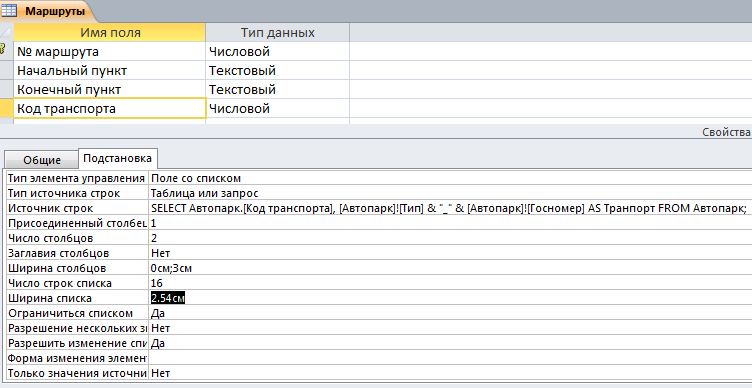 Маршруты
Имя поля Тип данных
№ маршрута Числовой
Начальный пункт Текстовый
Конечный пункт Текстовый
Код транспорта Числовой
Свойства
Общие Подстановка
Тип элемента управления Поле со списком
Тип источника строк Таблица или запрос
Источник строк SELECT Автопарк.[Код транспорта], [Автопарк]![Тип] & "_" & [Автопарк]![Госномер] AS Транпорт FROM Автопарк;
Присоединенный столбец 1
Число столбцов 2
Заглавия столбцов Нет
Ширина столбцов 0см;3см
Число строк списка 16
Ширина списка 2.54см
Ограничиться списком Да
Разрешение нескольких зн Нет
Разрешить изменение спи Да
Форма изменения элемент
Только значения источни Нет